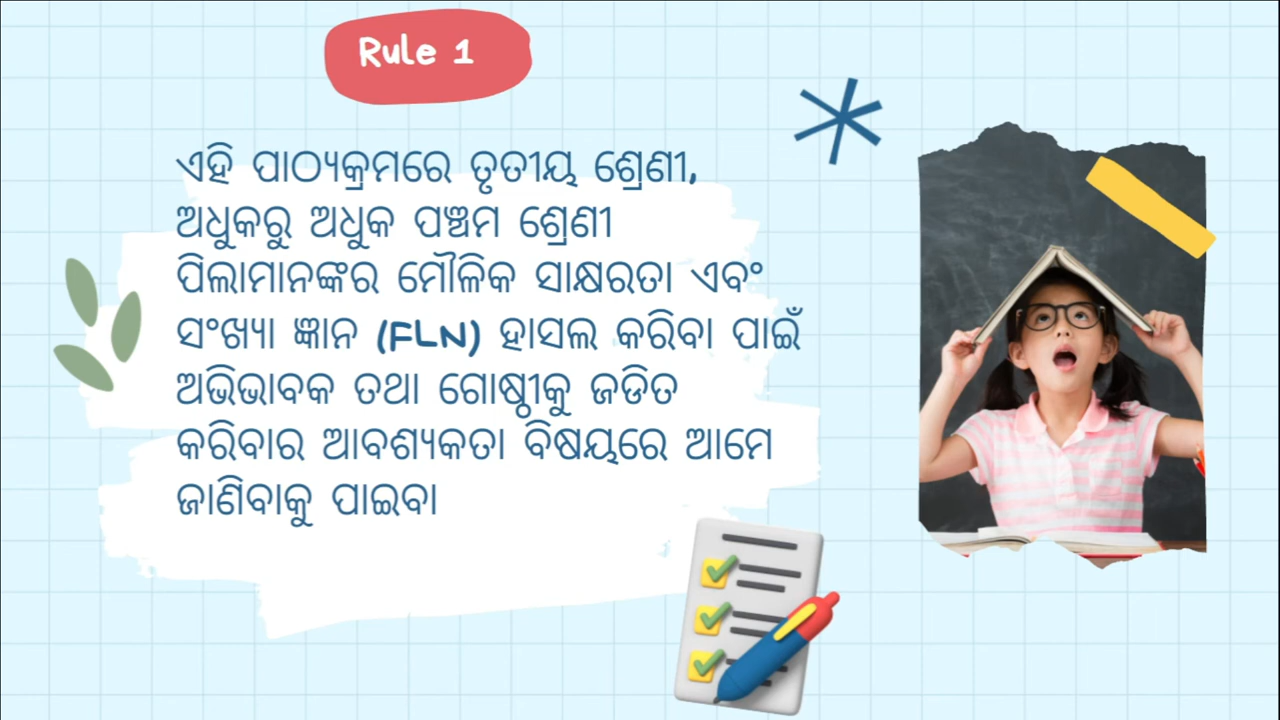 Rule 1
ଏହି ପାଠ୍ୟକ୍ରମରେ ତୃତୀୟ ଶ୍ରେଣୀ,
ଅଧୁକରୁ ଅଧୁକ ପଞ୍ଚମ ଶ୍ରେଣୀ
ପିଲାମାନଙ୍କର ମୌଳିକ ସାକ୍ଷରତା ଏବଂ
ସଂଖ୍ୟା ଜ୍ଞାନ (FLN) ହାସଲ କରିବା ପାଇଁ
ଅଭିଭାବକ ତଥା ଗୋଷ୍ଠୀକୁ ଜଡିତ
କରିବାର ଆବଶ୍ୟକତା ବିଷୟରେ ଆମେ
ଜାଣିବାକୁ ପାଇବା